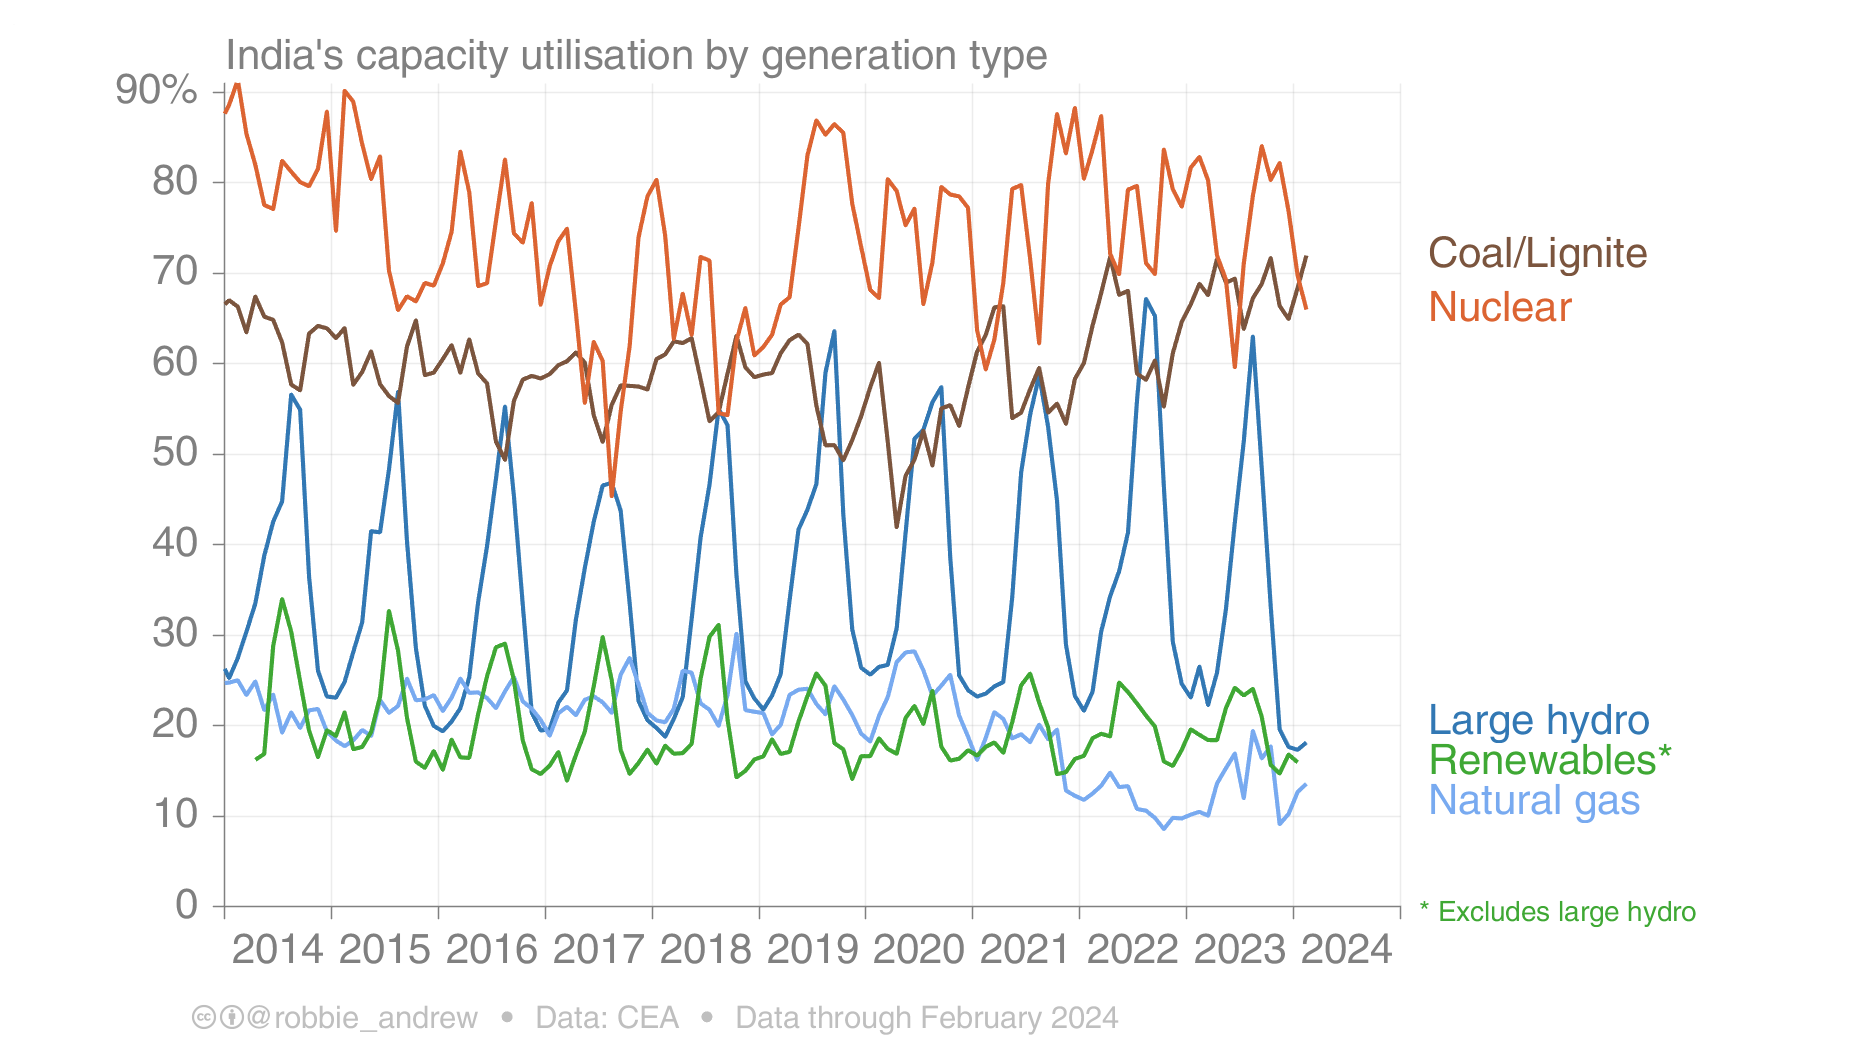 India's capacity utilisation by generation type
90%
80
70
60
50
40
30
20
10
0
Coal/Lignite
Nuclear
Large hydro
Renewables*
Natural gas
* Excludes large hydro
2014 2015 2016 2017 2018 2019 2020 2021 2022 2023 2024
cc @robbie_andrew • Data: CEA • Data through February 2024